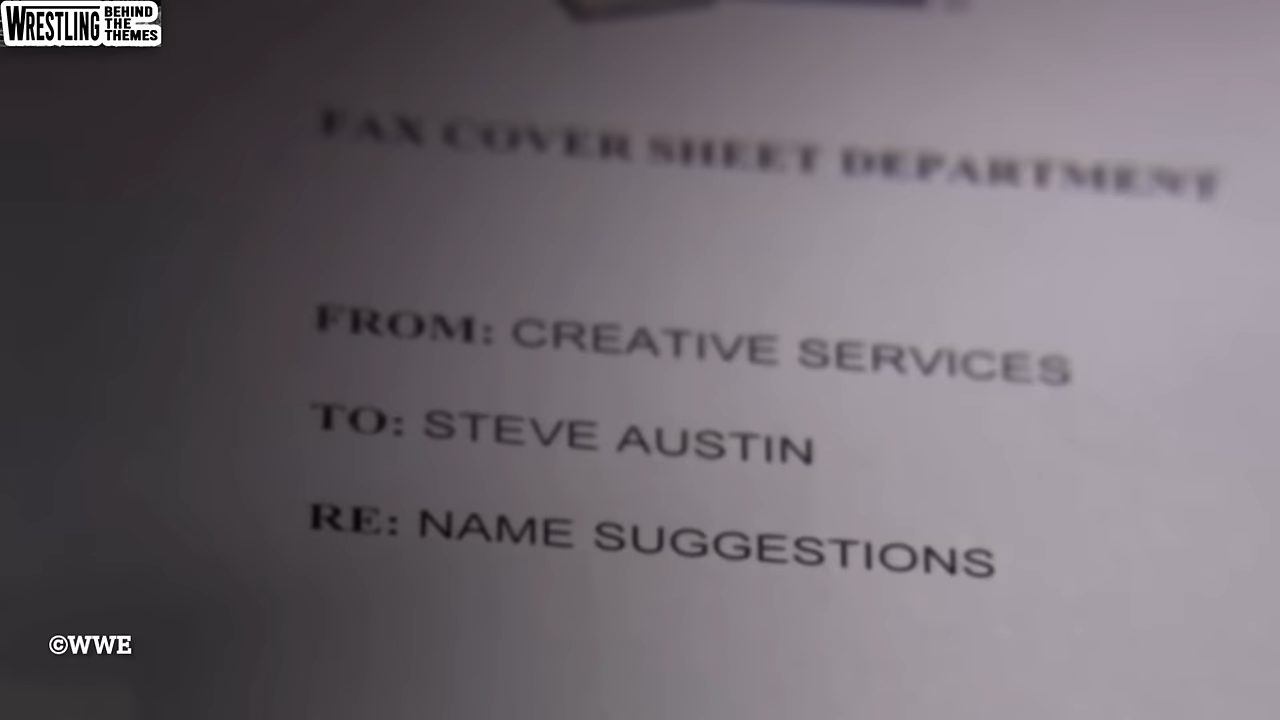 WRESTLING BEHIND THE THEMES
FAX COVER SHEET DEPARTMENT
FROM: CREATIVE SERVICES
TO: STEVE AUSTIN
RE: NAME SUGGESTIONS
©WWE